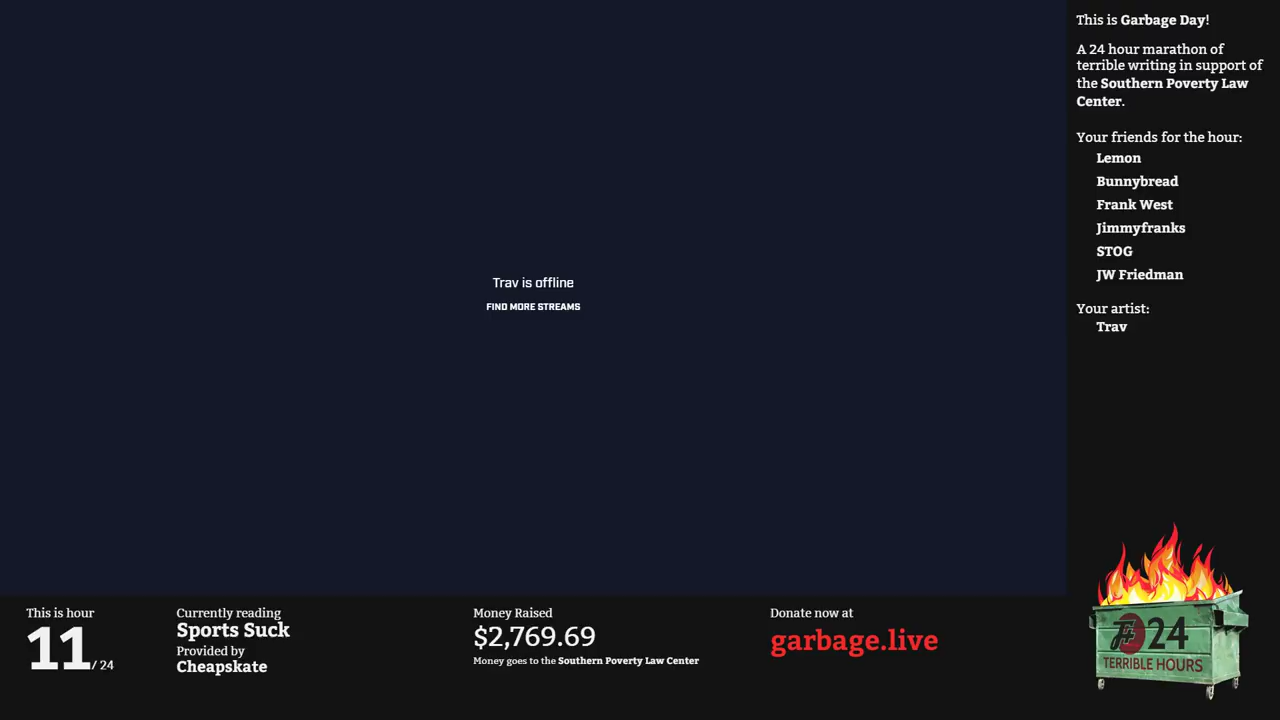 This is Garbage Day!
A 24 hour marathon of
terrible writing in support of
the Southern Poverty Law
Center.
Your friends for the hour:
Lemon
Bunnybread
Frank West
Jimmyfranks
STOG
JW Friedman
Your artist:
Trav
Trav is offline
FIND MORE STREAMS
This is hour
11 / 24
Currently reading
Sports Suck
Provided by
Cheapskate
Money Raised
$2,769.69
Money goes to the Southern Poverty Law Center
Donate now at
garbage.live
24
TERRIBLE HOURS